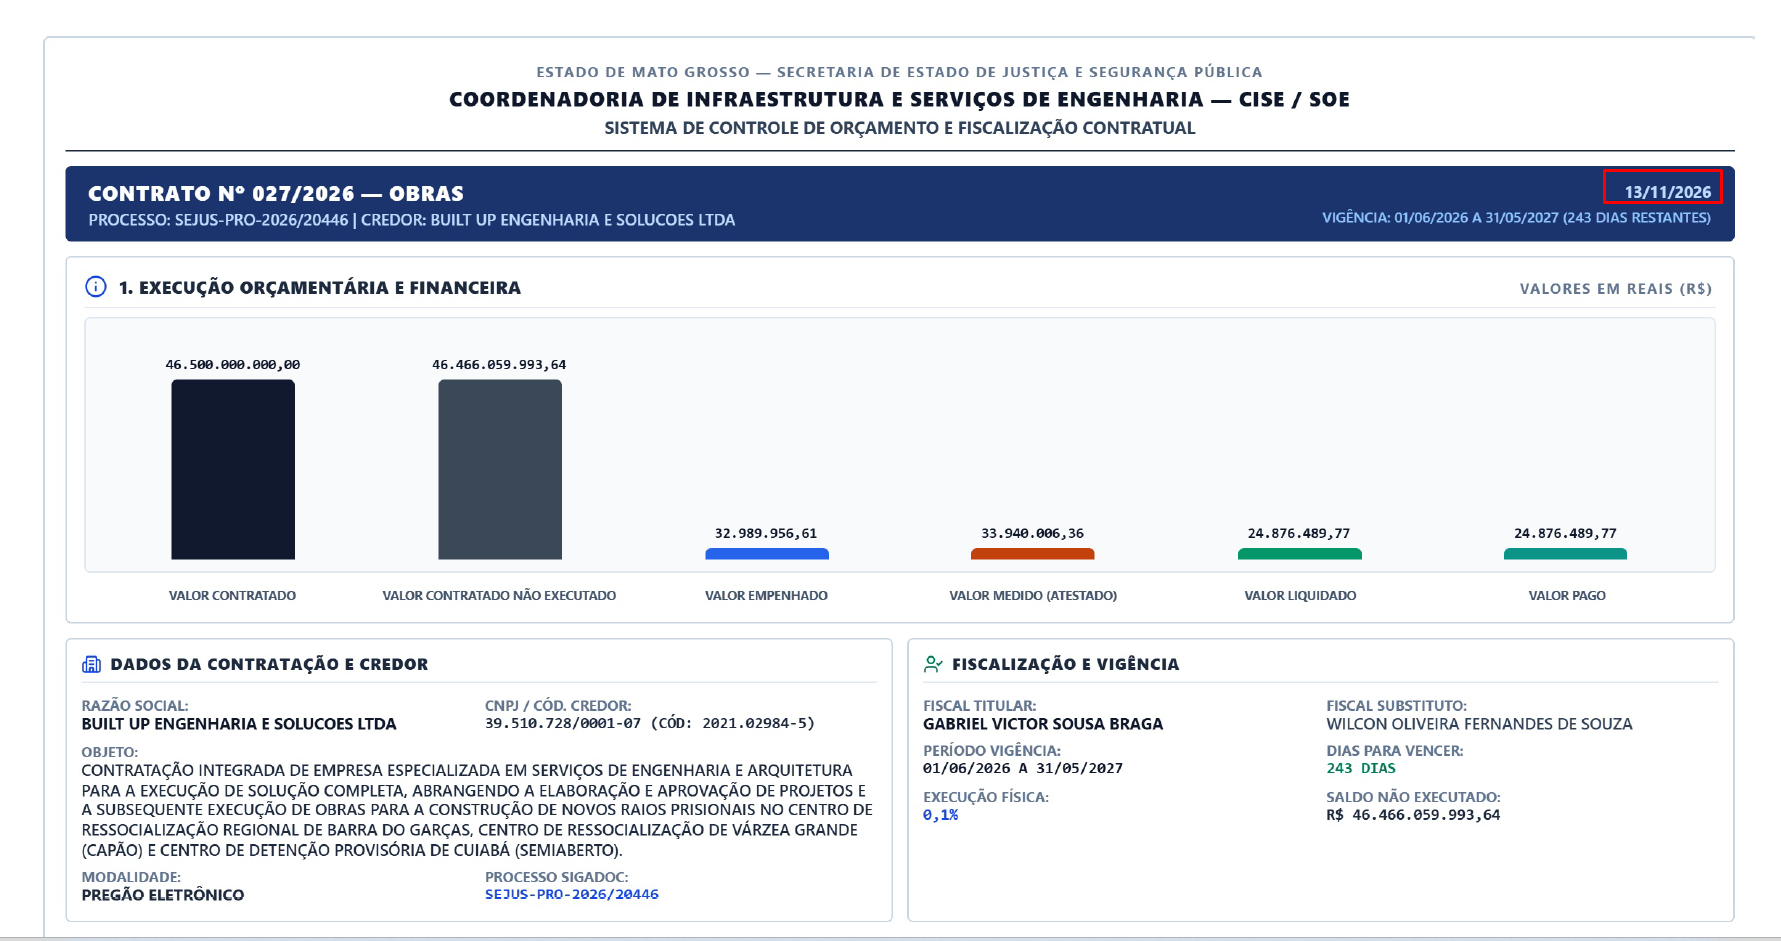 ESTADO DE MATO GROSSO — SECRETARIA DE ESTADO DE JUSTIÇA E SEGURANÇA PÚBLICA
COORDENADORIA DE INFRAESTRUTURA E SERVIÇOS DE ENGENHARIA — CISE / SOE
SISTEMA DE CONTROLE DE ORÇAMENTO E FISCALIZAÇÃO CONTRATUAL
CONTRATO Nº 027/2026 — OBRAS
13/11/2026
PROCESSO: SEJUS-PRO-2026/20446 | CREDOR: BUILT UP ENGENHARIA E SOLUCOES LTDA
VIGÊNCIA: 01/06/2026 A 31/05/2027 (243 DIAS RESTANTES)
1. EXECUÇÃO ORÇAMENTÁRIA E FINANCEIRA
VALORES EM REAIS (R$)
46.500.000.000,00
46.466.059.993,64
32.989.956,61
33.940.006,36
24.876.489,77
24.876.489,77
VALOR CONTRATADO
VALOR CONTRATADO NÃO EXECUTADO
VALOR EMPENHADO
VALOR MEDIDO (ATESTADO)
VALOR LIQUIDADO
VALOR PAGO
DADOS DA CONTRATAÇÃO E CREDOR
RAZÃO SOCIAL:
BUILT UP ENGENHARIA E SOLUCOES LTDA
CNPJ / CÓD. CREDOR:
39.510.728/0001-07 (CÓD: 2021.02984-5)
OBJETO:
CONTRATAÇÃO INTEGRADA DE EMPRESA ESPECIALIZADA EM SERVIÇOS DE ENGENHARIA E ARQUITETURA
PARA A EXECUÇÃO DE SOLUÇÃO COMPLETA, ABRANGENDO A ELABORAÇÃO E APROVAÇÃO DE PROJETOS E
A SUBSEQUENTE EXECUÇÃO DE OBRAS PARA A CONSTRUÇÃO DE NOVOS RAIOS PRISIONAIS NO CENTRO DE
RESSOCIALIZAÇÃO REGIONAL DE BARRA DO GARÇAS, CENTRO DE RESSOCIALIZAÇÃO DE VÁRZEA GRANDE
(CAPÃO) E CENTRO DE DETENÇÃO PROVISÓRIA DE CUIABÁ (SEMIABERTO).
MODALIDADE:
PREGÃO ELETRÔNICO
PROCESSO SIGADOC:
SEJUS-PRO-2026/20446
FISCALIZAÇÃO E VIGÊNCIA
FISCAL TITULAR:
GABRIEL VICTOR SOUSA BRAGA
FISCAL SUBSTITUTO:
WILCON OLIVEIRA FERNANDES DE SOUZA
PERÍODO VIGÊNCIA:
01/06/2026 A 31/05/2027
DIAS PARA VENCER:
243 DIAS
EXECUÇÃO FÍSICA:
0,1%
SALDO NÃO EXECUTADO:
R$ 46.466.059.993,64